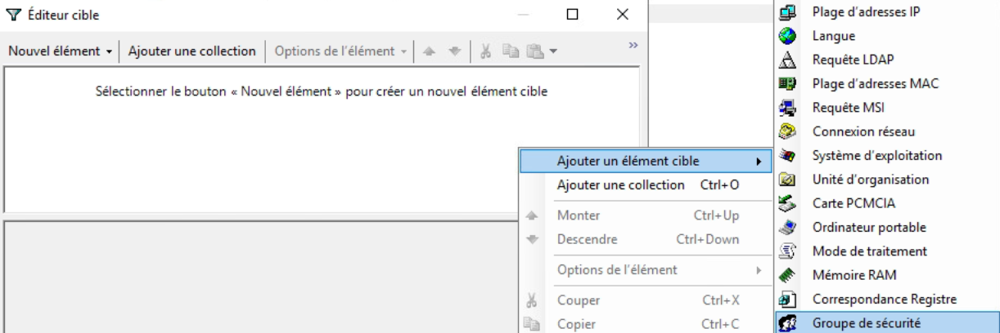 Éditeur cible
Nouvel élément
Ajouter une collection
Options de l'élément
»
Sélectionner le bouton « Nouvel élément » pour créer un nouvel élément cible
Ajouter un élément cible
Ajouter une collection Ctrl+O
Monter Ctrl+Up
Descendre Ctrl+Down
Options de l'élément
Couper Ctrl+X
Copier Ctrl+C
Plage d'adresses IP
Langue
Requête LDAP
Plage d'adresses MAC
Requête MSI
Connexion réseau
Système d'exploitation
Unité d'organisation
Carte PCMCIA
Ordinateur portable
Mode de traitement
Mémoire RAM
Correspondance Registre
Groupe de sécurité